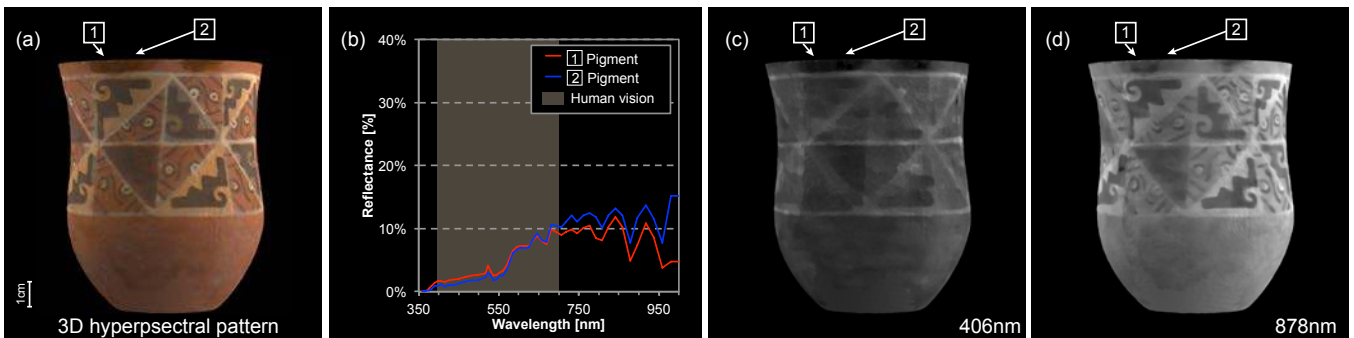 (a)
1
2
3D hyperpsectral pattern
1cm
(b)
40%
30%
20%
10%
0%
Reflectance [%]
350
550
750
950
Wavelength [nm]
1 Pigment
2 Pigment
Human vision
(c)
1
2
406nm
(d)
1
2
878nm